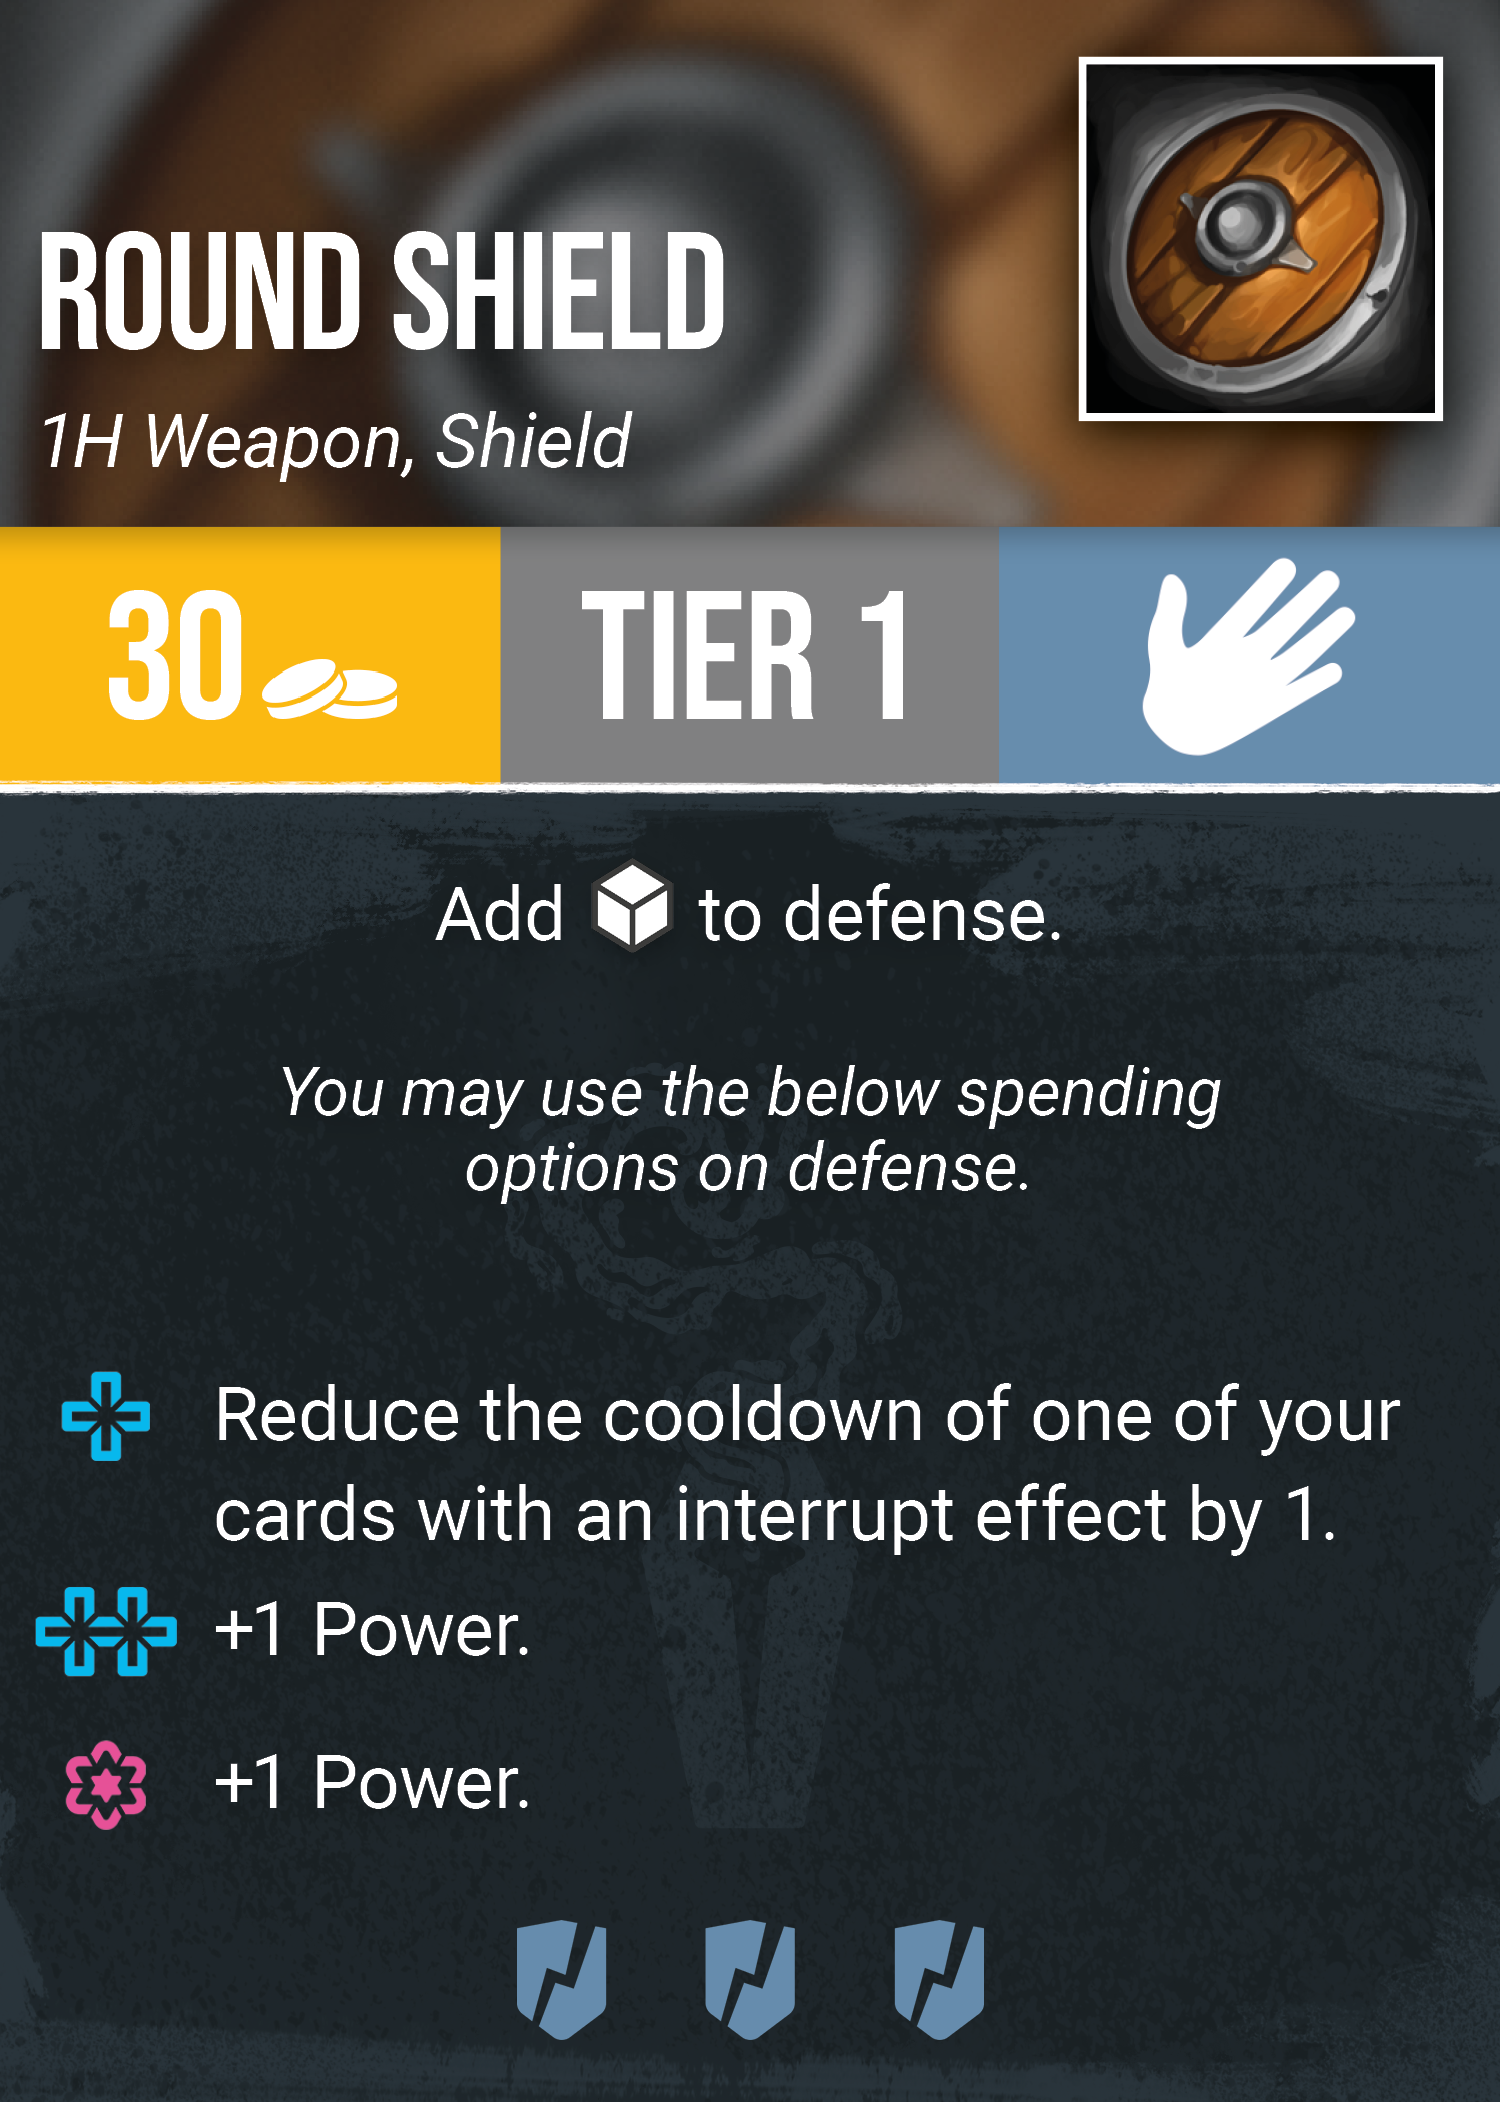 ROUND SHIELD
1H Weapon, Shield
30
TIER 1
Add to defense.
You may use the below spending
options on defense.
Reduce the cooldown of one of your
cards with an interrupt effect by 1.
+1 Power.
+1 Power.